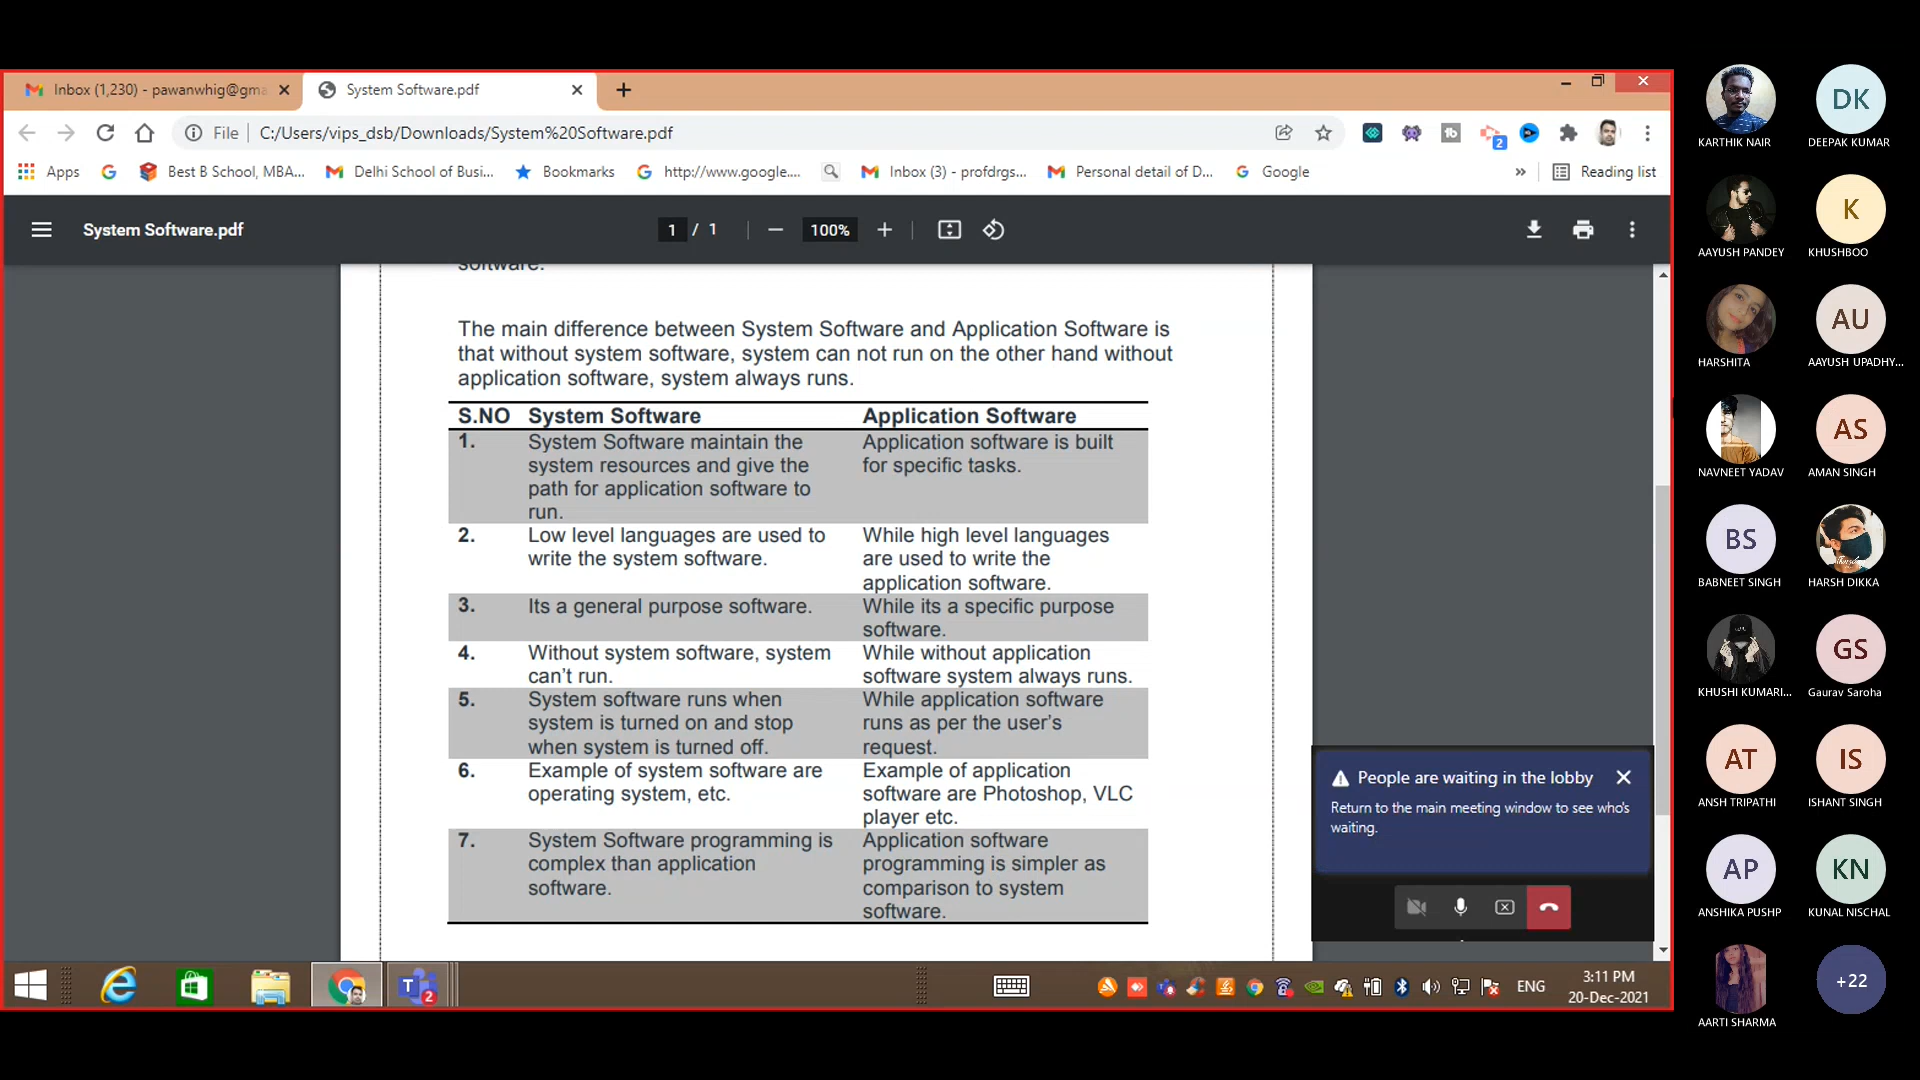 Inbox (1,230) - pawanwhig@gma
System Software.pdf
File
C:/Users/vips_dsb/Downloads/System%20Software.pdf
2
Apps
Best B School, MBA...
Delhi School of Busi...
Bookmarks
http://www.google....
Inbox (3) - profdrgs...
Personal detail of D...
Google
»
Reading list
System Software.pdf
1 / 1
100%
software.
The main difference between System Software and Application Software is
that without system software, system can not run on the other hand without
application software, system always runs.
S.NO System Software Application Software
1. System Software maintain the Application software is built
system resources and give the for specific tasks.
path for application software to
run.
2. Low level languages are used to While high level languages
write the system software. are used to write the
application software.
3. Its a general purpose software. While its a specific purpose
software.
4. Without system software, system While without application
can’t run. software system always runs.
5. System software runs when While application software
system is turned on and stop runs as per the user’s
when system is turned off. request.
6. Example of system software are Example of application
operating system, etc. software are Photoshop, VLC
player etc.
7. System Software programming is Application software
complex than application programming is simpler as
software. comparison to system
software.
People are waiting in the lobby
Return to the main meeting window to see who's
waiting.
2
ENG
3:11 PM
20-Dec-2021
KARTHIK NAIR
DK
DEEPAK KUMAR
AAYUSH PANDEY
K
KHUSHBOO
HARSHITA
AU
AAYUSH UPADHY...
NAVNEET YADAV
AS
AMAN SINGH
BS
BABNEET SINGH
HARSH DIKKA
KHUSHI KUMARI...
GS
Gaurav Saroha
AT
ANSH TRIPATHI
IS
ISHANT SINGH
AP
ANSHIKA PUSHP
KN
KUNAL NISCHAL
AARTI SHARMA
+22